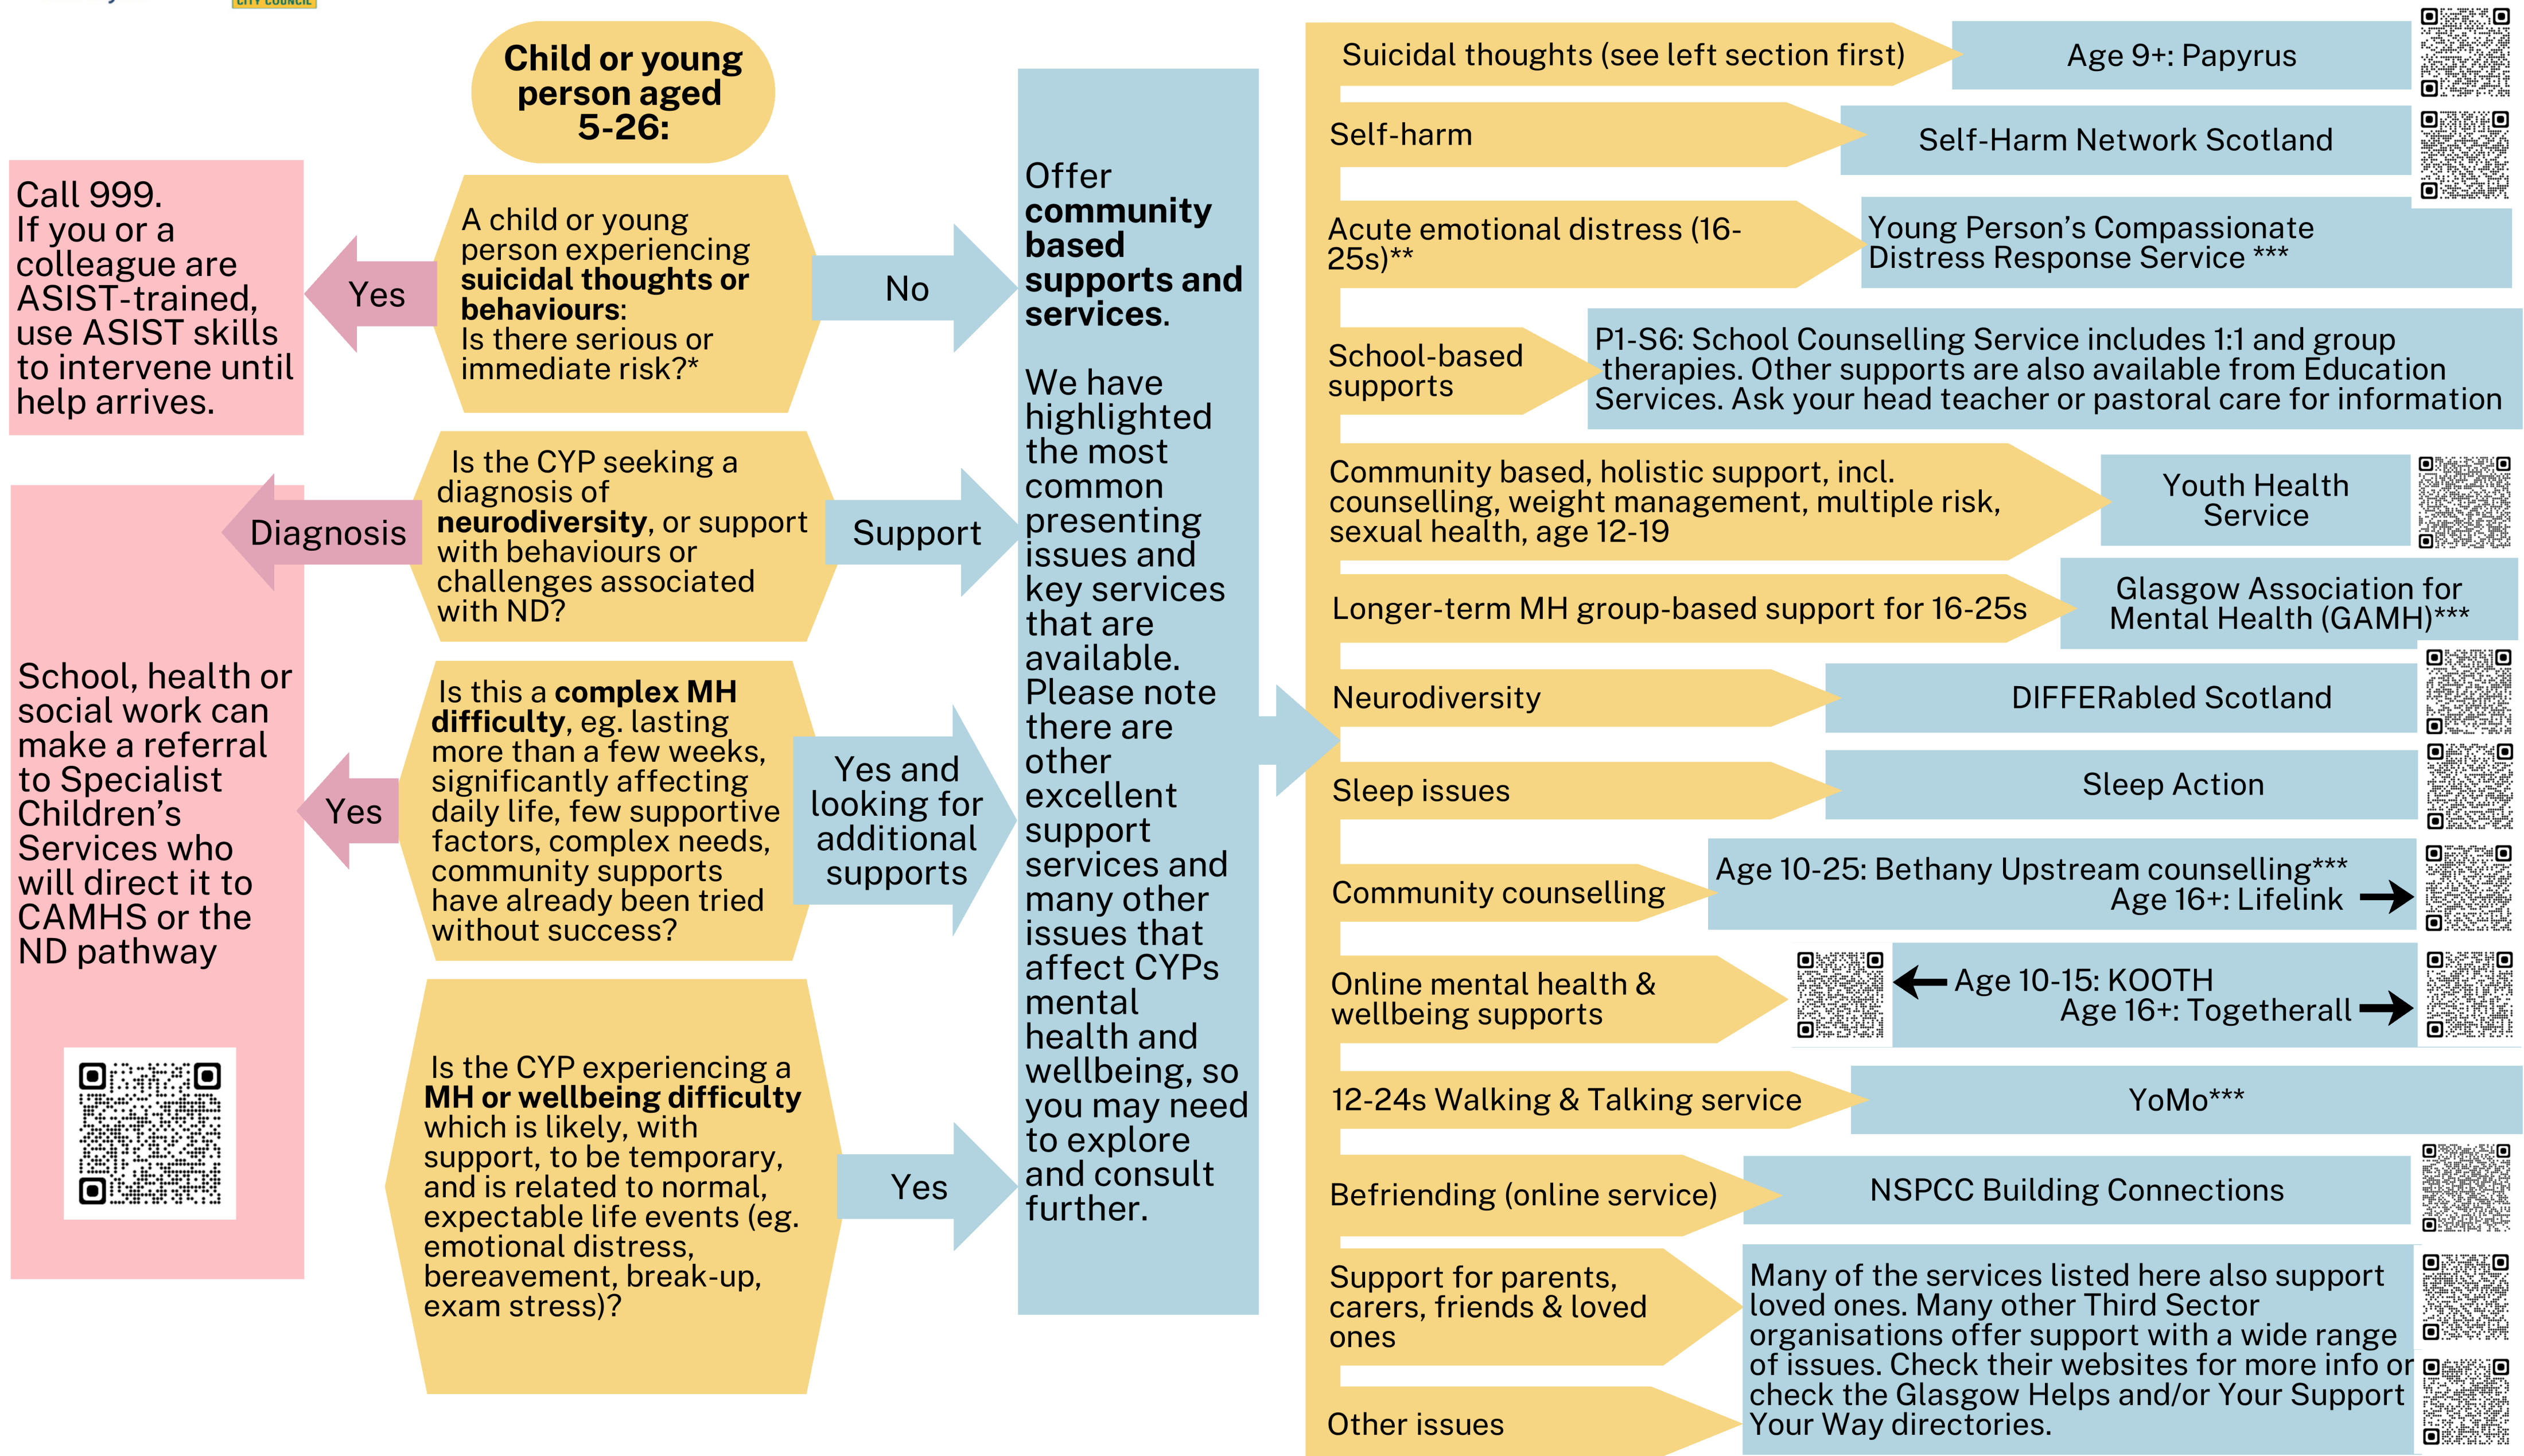 CITY COUNCIL
Child or young
person aged
5-26:
Call 999.
If you or a
colleague are
ASIST-trained,
use ASIST skills
to intervene until
help arrives.
Yes
A child or young
person experiencing
suicidal thoughts or
behaviours:
Is there serious or
immediate risk?*
No
Diagnosis
Is the CYP seeking a
diagnosis of
neurodiversity, or support
with behaviours or
challenges associated
with ND?
Support
School, health or
social work can
make a referral
to Specialist
Children's
Services who
will direct it to
CAMHS or the
ND pathway
Yes
Is this a complex MH
difficulty, eg. lasting
more than a few weeks,
significantly affecting
daily life, few supportive
factors, complex needs,
community supports
have already been tried
without success?
Yes and
looking for
additional
supports
Is the CYP experiencing a
MH or wellbeing difficulty
which is likely, with
support, to be temporary,
and is related to normal,
expectable life events (eg.
emotional distress,
bereavement, break-up,
exam stress)?
Yes
Offer
community
based
supports and
services.
We have
highlighted
the most
common
presenting
issues and
key services
that are
available.
Please note
there are
other
excellent
support
services and
many other
issues that
affect CYPs
mental
health and
wellbeing, so
you may need
to explore
and consult
further.
Suicidal thoughts (see left section first)
Age 9+: Papyrus
Self-harm
Self-Harm Network Scotland
Acute emotional distress (16-
25s)**
Young Person's Compassionate
Distress Response Service ***
School-based
supports
P1-S6: School Counselling Service includes 1:1 and group
therapies. Other supports are also available from Education
Services. Ask your head teacher or pastoral care for information
Community based, holistic support, incl.
counselling, weight management, multiple risk,
sexual health, age 12-19
Youth Health
Service
Longer-term MH group-based support for 16-25s
Glasgow Association for
Mental Health (GAMH)***
Neurodiversity
DIFFERabled Scotland
Sleep issues
Sleep Action
Community counselling
Age 10-25: Bethany Upstream counselling***
Age 16+: Lifelink
Online mental health &
wellbeing supports
Age 10-15: KOOTH
Age 16+: Togetherall
12-24s Walking & Talking service
YoMo***
Befriending (online service)
NSPCC Building Connections
Support for parents,
carers, friends & loved
ones
Other issues
Many of the services listed here also support
loved ones. Many other Third Sector
organisations offer support with a wide range
of issues. Check their websites for more info or
check the Glasgow Helps and/or Your Support
Your Way directories.